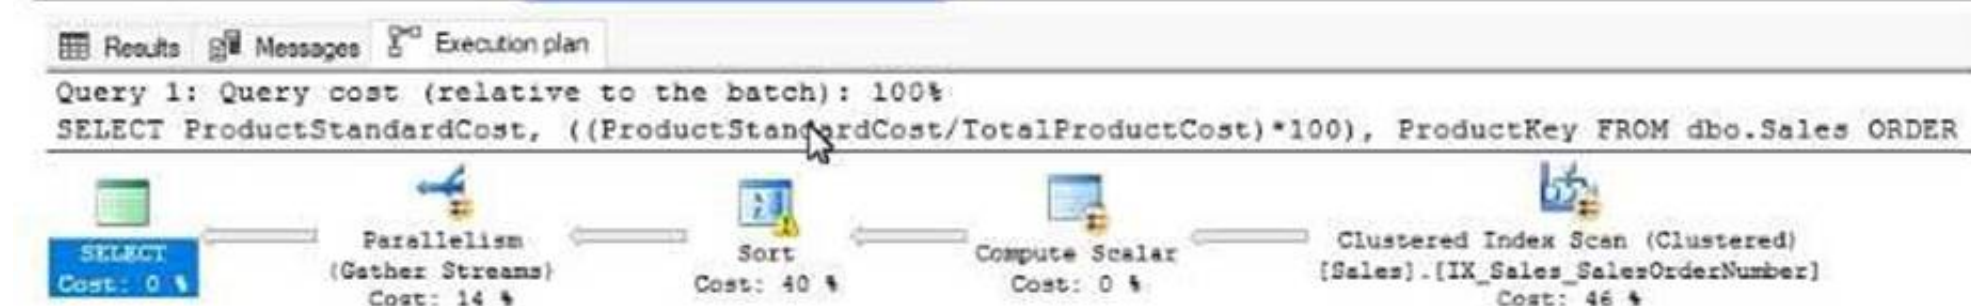 Results Messages Execution plan
Query 1: Query cost (relative to the batch): 100%
SELECT ProductStandardCost, ((ProductStandardCost/TotalProductCost)*100), ProductKey FROM dbo.Sales ORDER
SELECT
Cost: 0 %
Parallelism
(Gather Streams)
Cost: 14 %
Sort
Cost: 40 %
Compute Scalar
Cost: 0 %
Clustered Index Scan (Clustered)
[Sales].[IX_Sales_SalesOrderNumber]
Cost: 46 %